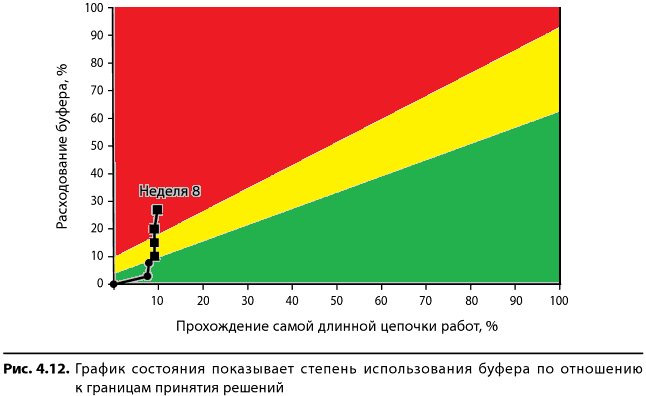 Расходование буфера, %
100
90
80
70
60
50
40
30
20
10
0
Неделя 8
10 20 30 40 50 60 70 80 90 100
Прохождение самой длинной цепочки работ, %
Рис. 4.12. График состояния показывает степень использования буфера по отношению
к границам принятия решений